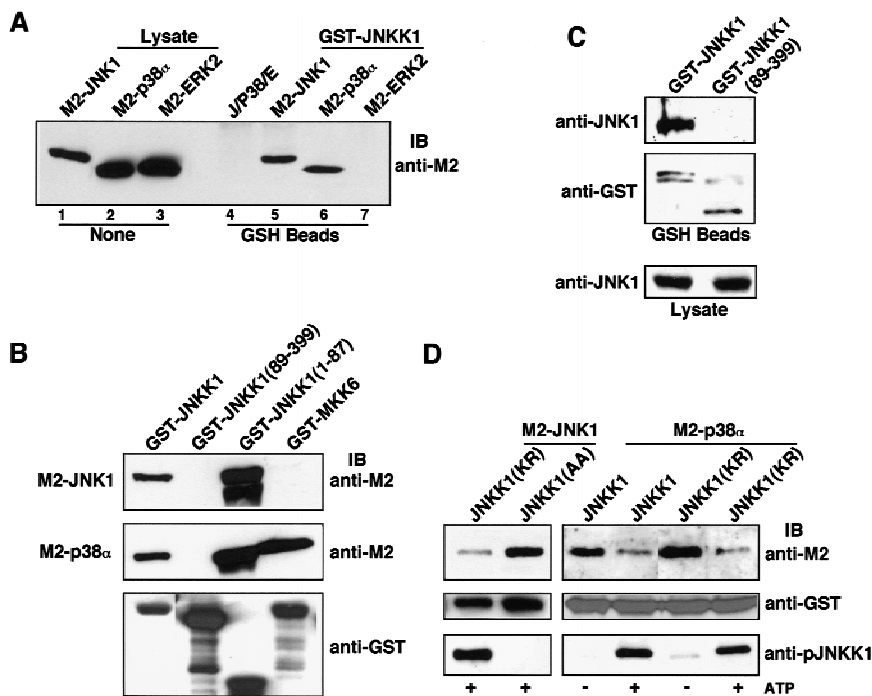 A
Lysate
GST-JNKK1
M2-JNK1
M2-p38α
M2-ERK2
J/P38/E
M2-JNK1
M2-p38α
M2-ERK2
IB
anti-M2
1 2 3 4 5 6 7
None
GSH Beads
C
GST-JNKK1
GST-JNKK1
(89-399)
anti-JNK1
anti-GST
GSH Beads
anti-JNK1
Lysate
B
GST-JNKK1
GST-JNKK1(89-399)
GST-JNKK1(1-87)
GST-MKK6
IB
M2-JNK1
anti-M2
M2-p38α
anti-M2
anti-GST
D
M2-JNK1
M2-p38α
JNKK1(KR)
JNKK1(AA)
JNKK1
JNKK1
JNKK1(KR)
JNKK1(KR)
IB
anti-M2
anti-GST
anti-pJNKK1
+ + - + - + ATP